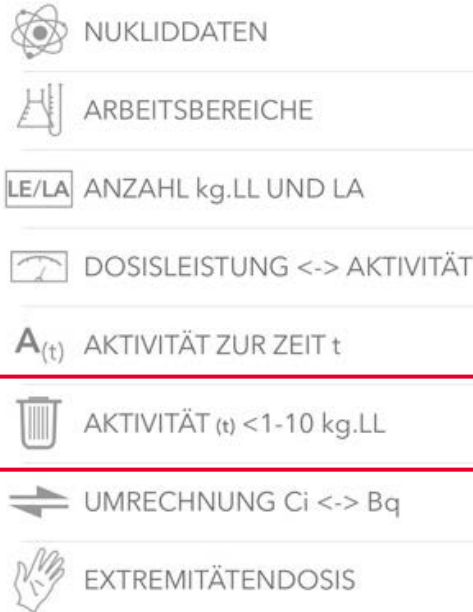 NUKLIDDATEN
ARBEITSBEREICHE
LE/LA ANZAHL kg.LL UND LA
DOSISLEISTUNG <-> AKTIVITÄT
A(t) AKTIVITÄT ZUR ZEIT t
AKTIVITÄT (t) <1-10 kg.LL
UMRECHNUNG Ci <-> Bq
EXTREMITÄTENDOSIS